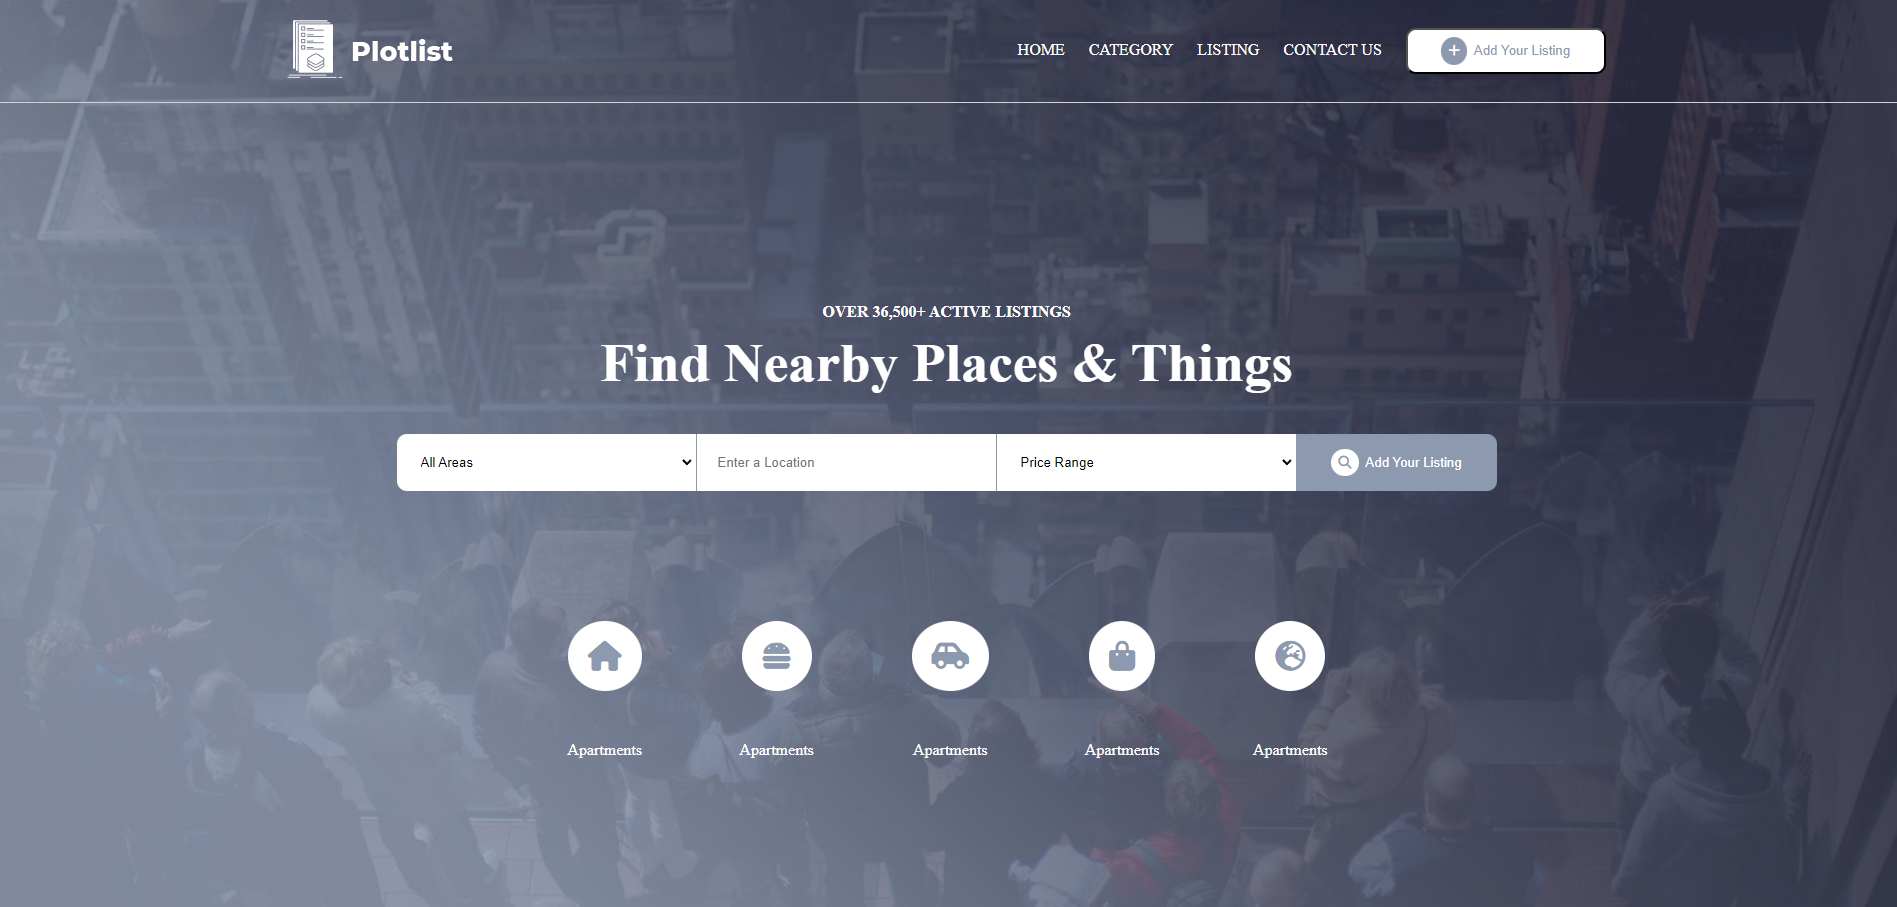 Plotlist
HOME CATEGORY LISTING CONTACT US Add Your Listing
OVER 36,500+ ACTIVE LISTINGS
Find Nearby Places & Things
All Areas Enter a Location Price Range Add Your Listing
Apartments Apartments Apartments Apartments Apartments